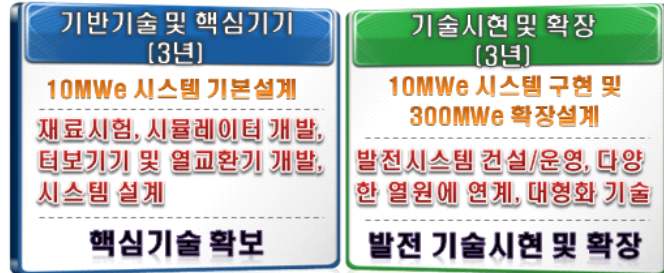 기반기술 및 핵심기기
(3년)
10MWe 시스템 기본설계
재료시험, 시뮬레이터 개발,
터보기기 및 열교환기 개발,
시스템 설계
핵심기술 확보
기술시현 및 확장
(3년)
10MWe 시스템 구현 및
300MWe 확장설계
발전시스템 건설/운영, 다양
한 열원에 연계, 대형화 기술
발전 기술시현 및 확장